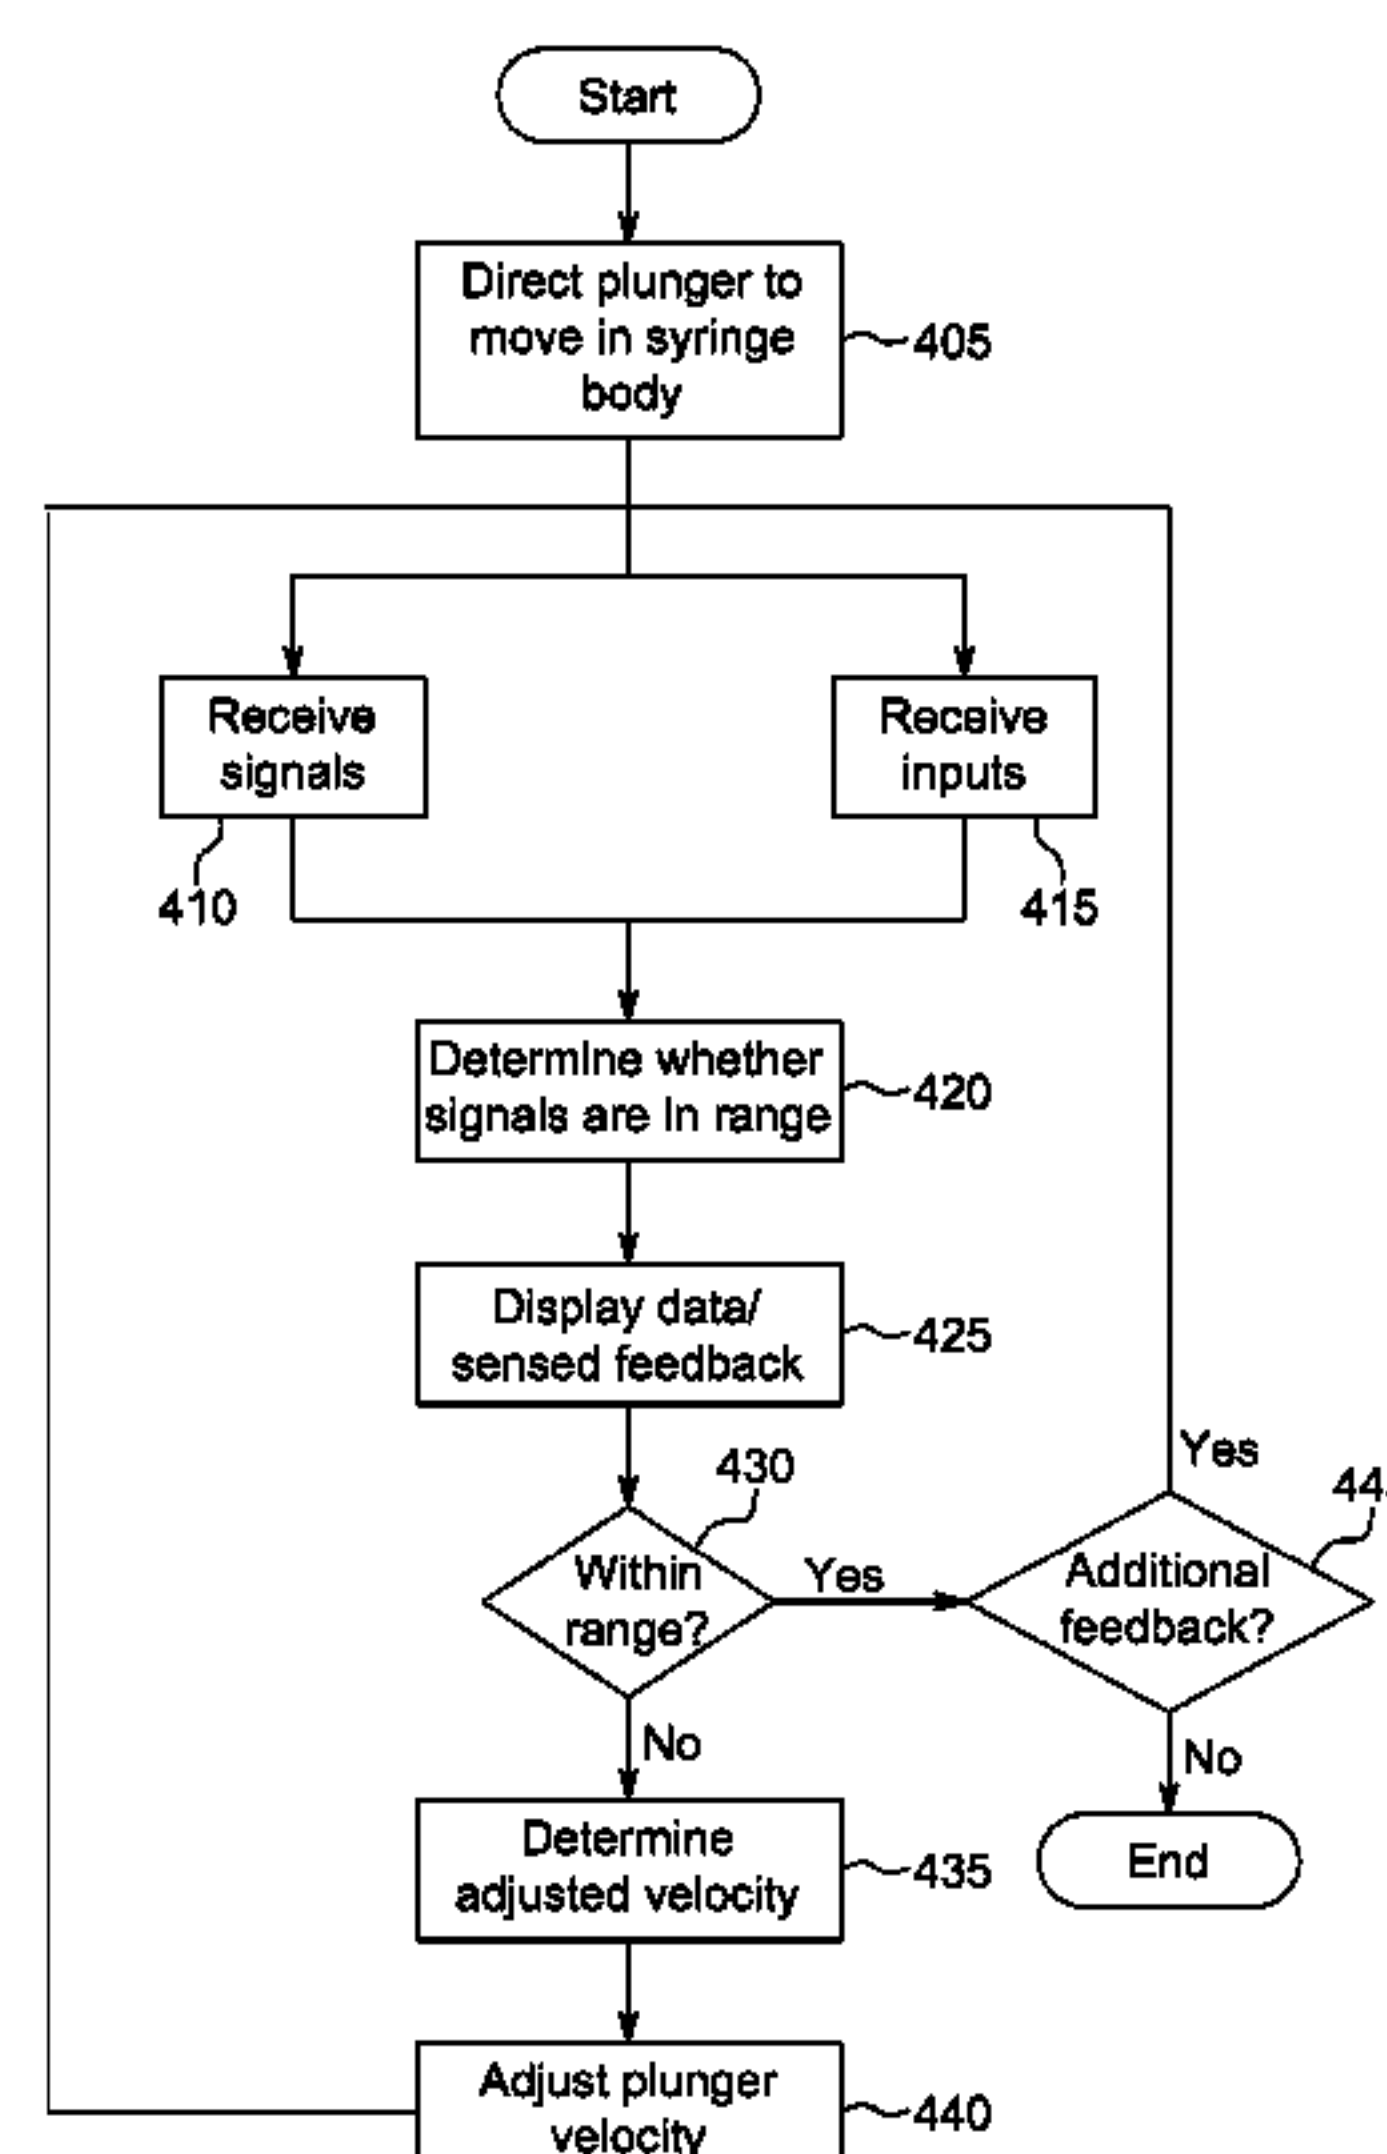 Start
Direct plunger to
move in syringe
body
405
Receive
signals
Receive
inputs
410
415
Determine whether
signals are in range
420
Display data/
sensed feedback
425
430
Yes
Within
range?
Yes
Additional
feedback?
No
No
Determine
adjusted velocity
435
End
Adjust plunger
velocity
440